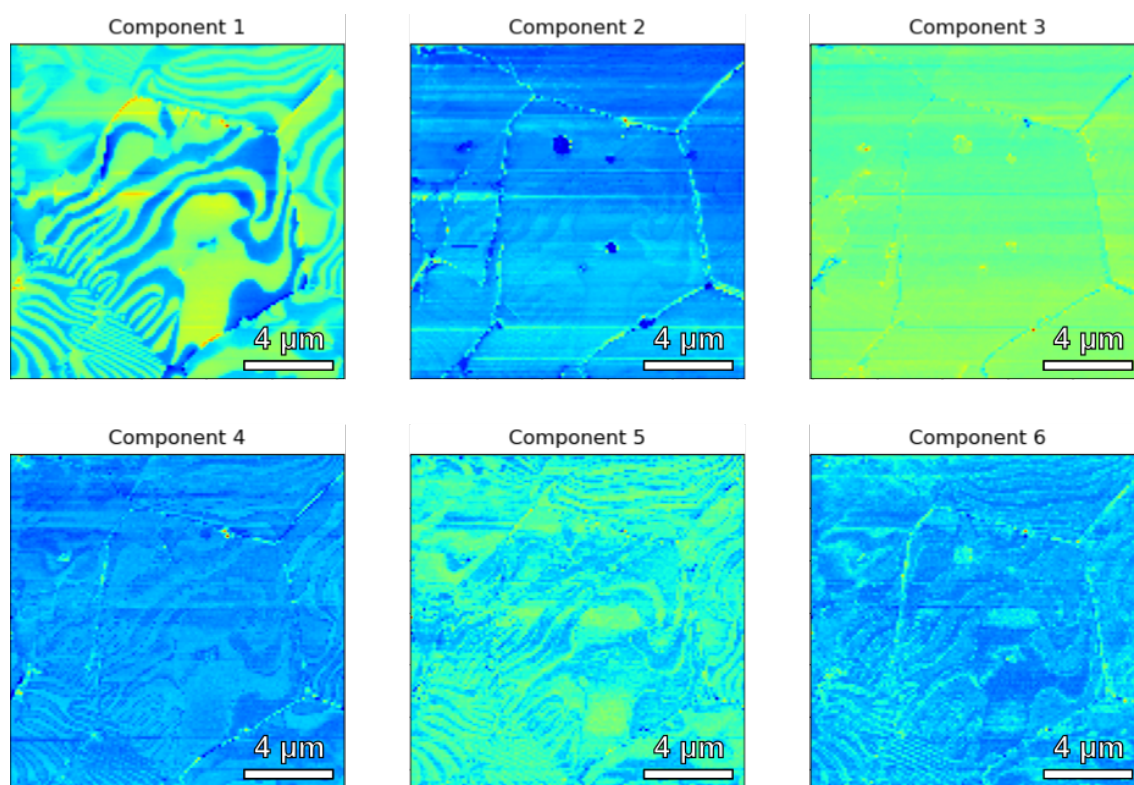 Component 1
Component 2
Component 3
4 µm
4 µm
4 µm
Component 4
Component 5
Component 6
4 µm
4 µm
4 µm